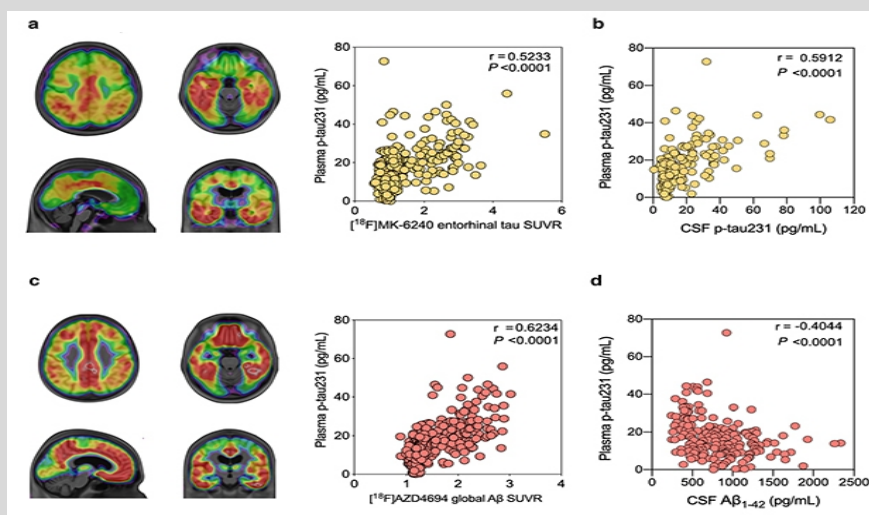 a
80
60
40
20
0
Plasma p-tau231 (pg/mL)
r = 0.5233
P <0.0001
0 2 4 6
[18F]MK-6240 entorhinal tau SUVR
b
80
60
40
20
0
Plasma p-tau231 (pg/mL)
r = 0.5912
P <0.0001
0 20 40 60 80 100 120
CSF p-tau231 (pg/mL)
c
80
60
40
20
0
Plasma p-tau231 (pg/mL)
r = 0.6234
P <0.0001
0 1 2 3 4
[18F]AZD4694 global Aβ SUVR
d
80
60
40
20
0
Plasma p-tau231 (pg/mL)
r = -0.4044
P <0.0001
0 500 1000 1500 2000 2500
CSF Aβ1-42 (pg/mL)